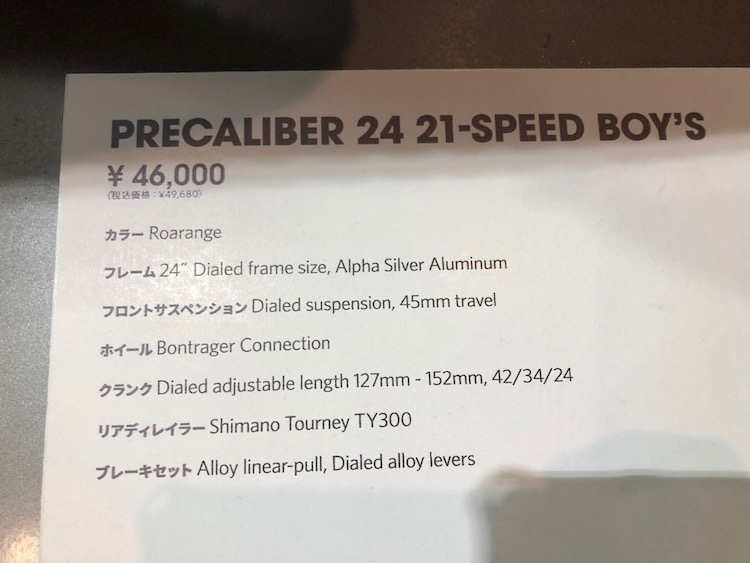 PRECALIBER 24 21-SPEED BOY'S
¥ 46,000
(税込価格:¥49,680)
カラー Roarange
フレーム 24″ Dialed frame size, Alpha Silver Aluminum
フロントサスペンション Dialed suspension, 45mm travel
ホイール Bontrager Connection
クランク Dialed adjustable length 127mm - 152mm, 42/34/24
リアディレイラー Shimano Tourney TY300
ブレーキセット Alloy linear-pull, Dialed alloy levers